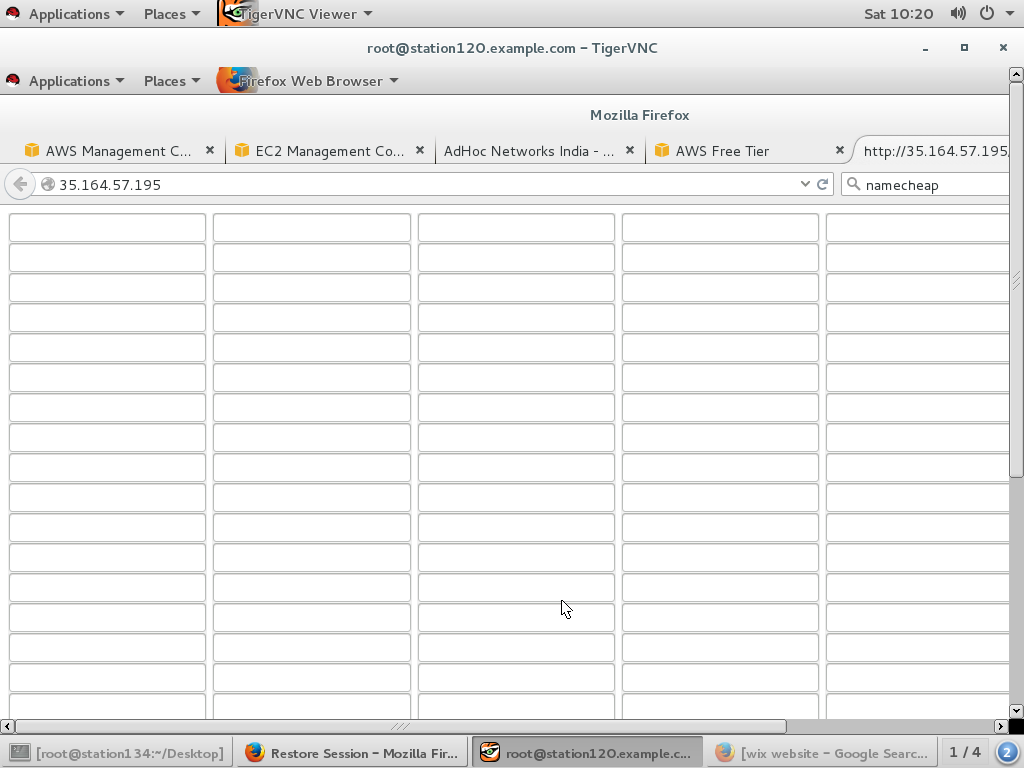 Applications Places TigerVNC Viewer Sat 10:20
root@station120.example.com - TigerVNC
Applications Places Firefox Web Browser
Mozilla Firefox
AWS Management C... EC2 Management Co... AdHoc Networks India - ... AWS Free Tier http://35.164.57.195/
35.164.57.195 namecheap
[root@station134:~/Desktop] Restore Session - Mozilla Fir... root@station120.example.c... [wix website - Google Searc... 1 / 4 2